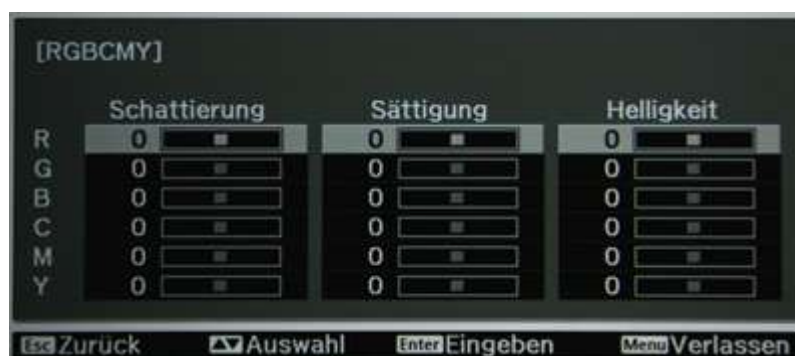 [RGBCMY]
Schattierung Sättigung Helligkeit
R 0 0 0
G 0 0 0
B 0 0 0
C 0 0 0
M 0 0 0
Y 0 0 0
Esc Zurück Auswahl Enter Eingeben Menu Verlassen